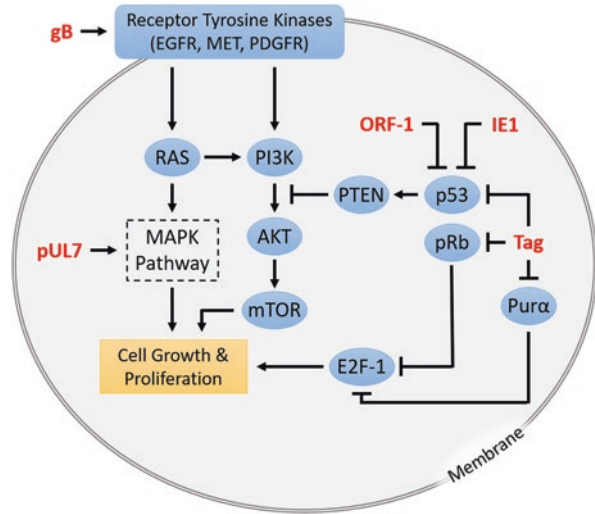 gB
Receptor Tyrosine Kinases
(EGFR, MET, PDGFR)
ORF-1
IE1
RAS
PI3K
PTEN
p53
pUL7
MAPK
Pathway
AKT
pRb
Tag
mTOR
Purα
Cell Growth &
Proliferation
E2F-1
Membrane